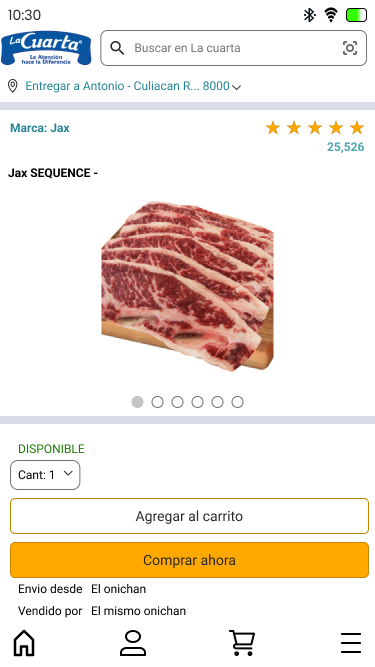 10:30
La Cuarta®
La Atención
hace la Diferencia
Buscar en La cuarta
Entregar a Antonio - Culiacan R... 8000
Marca: Jax
25,526
Jax SEQUENCE -
DISPONIBLE
Cant: 1
Agregar al carrito
Comprar ahora
Envio desde El onichan
Vendido por El mismo onichan